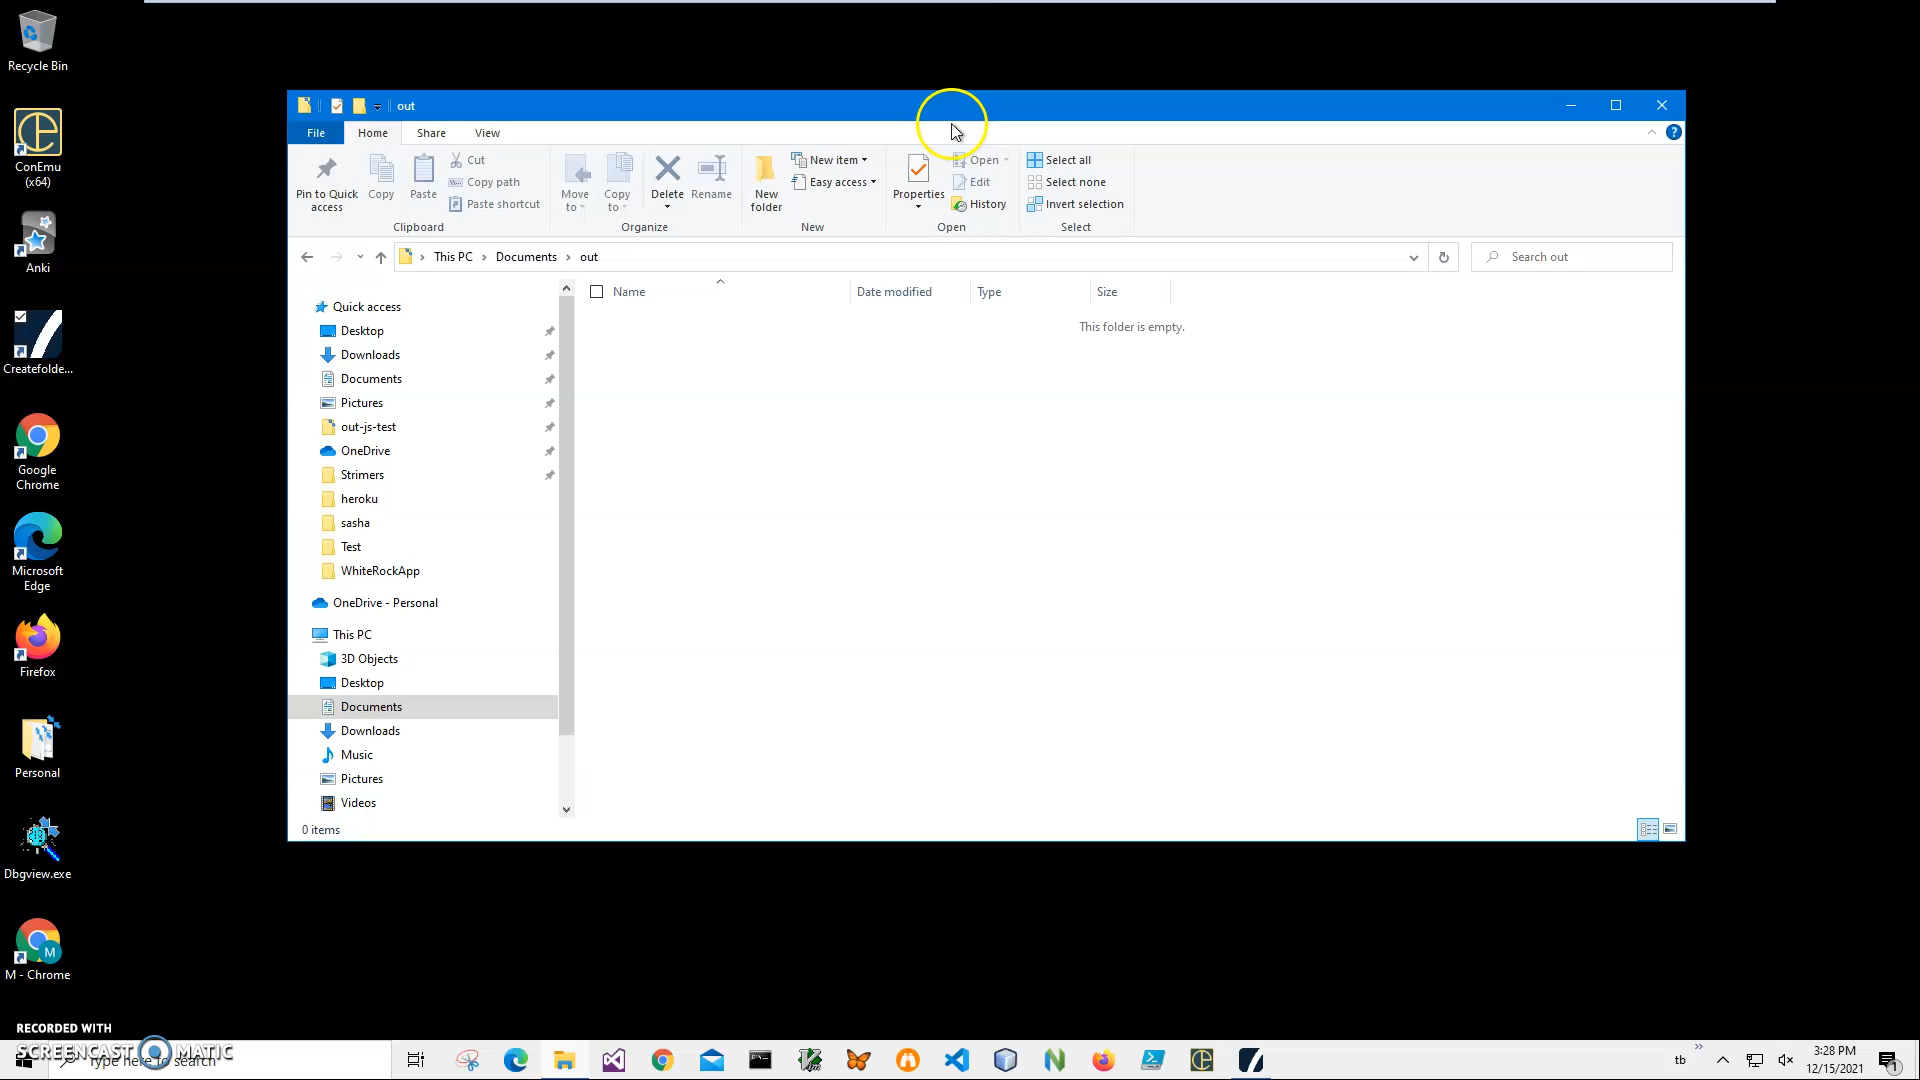 Recycle Bin
ConEmu
(x64)
Anki
Createfolde...
Google
Chrome
Microsoft
Edge
Firefox
Personal
Dbgview.exe
M - Chrome
out
File
Home
Share
View
Pin to Quick
access
Copy
Paste
Cut
Copy path
Paste shortcut
Clipboard
Move
to
Copy
to
Delete
Rename
Organize
New
folder
New item
Easy access
New
Properties
Open
Edit
History
Open
Select all
Select none
Invert selection
Select
This PC > Documents > out
Search out
Name
Date modified
Type
Size
This folder is empty.
Quick access
Desktop
Downloads
Documents
Pictures
out-js-test
OneDrive
Strimers
heroku
sasha
Test
WhiteRockApp
OneDrive - Personal
This PC
3D Objects
Desktop
Documents
Downloads
Music
Pictures
Videos
0 items
RECORDED WITH
SCREENCAST MATIC
Type here to search
tb
3:28 PM
12/15/2021
1